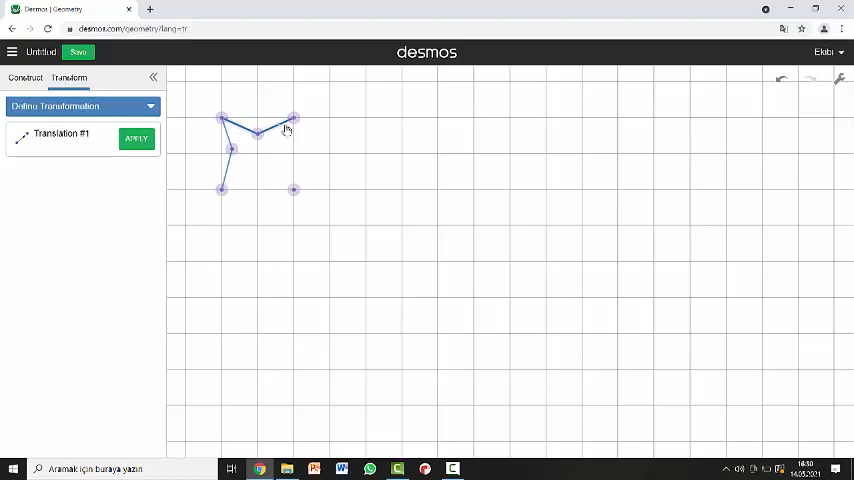 Desmos | Geometry
desmos.com/geometry?lang=tr
Untitled
Save
desmos
Ekibi
Construct
Transform
Define Transformation
Translation #1
APPLY
Aramak için buraya yazın
16:30
14.05.2021